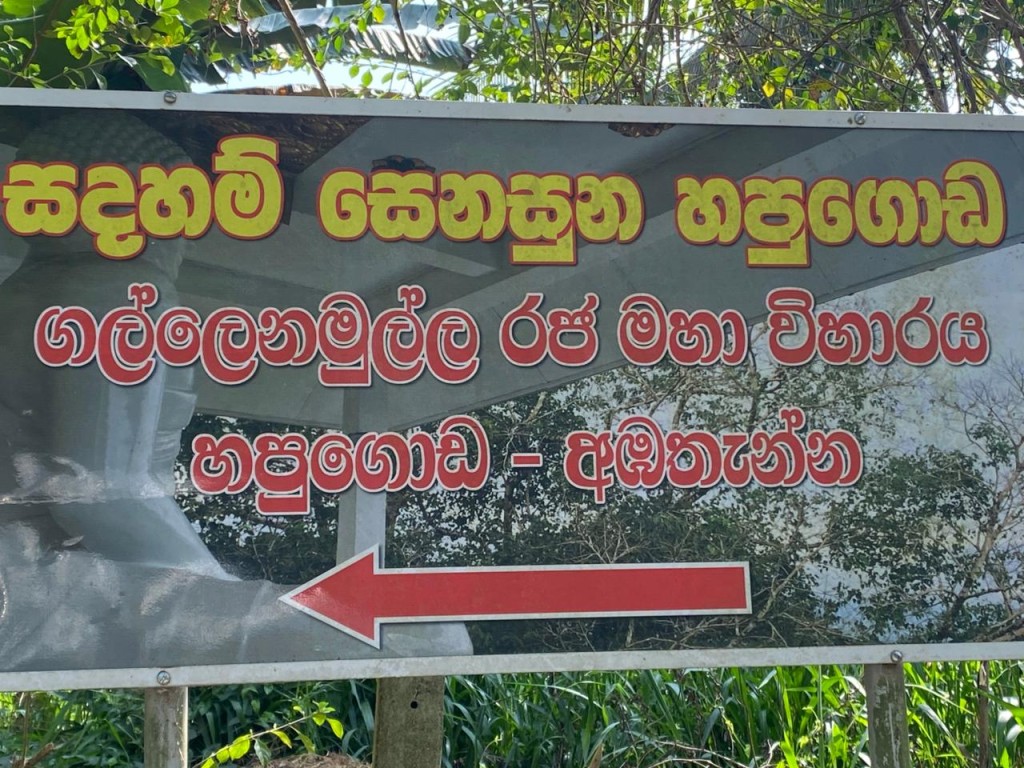 සදහම් සෙනසුන හපුගොඩ
ගල්ලෙනමුල්ල රජ මහා විහාරය
හපුගොඩ - අඹතැන්න